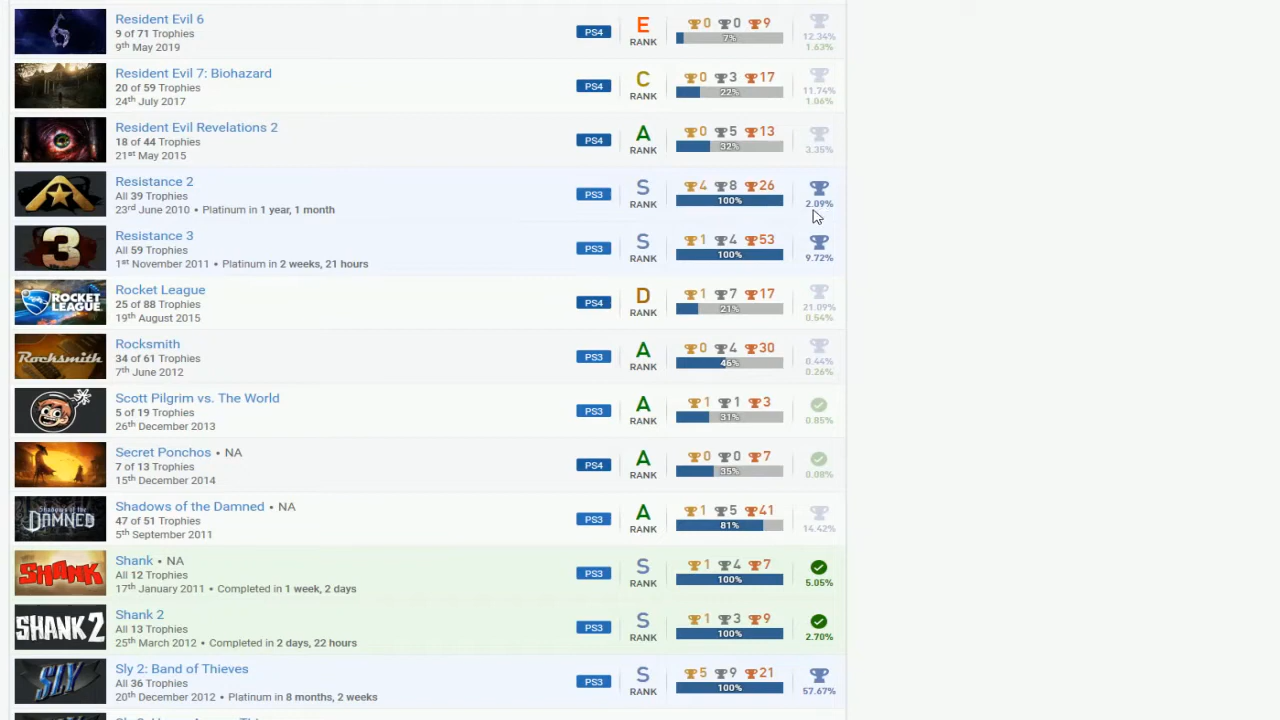 Resident Evil 6
9 of 71 Trophies
9th May 2019
PS4
E
RANK
0 0 9
7%
12.34%
1.63%
Resident Evil 7: Biohazard
20 of 59 Trophies
24th July 2017
PS4
C
RANK
0 3 17
22%
11.74%
1.06%
Resident Evil Revelations 2
18 of 44 Trophies
21st May 2015
PS4
A
RANK
0 5 13
32%
3.35%
Resistance 2
All 39 Trophies
23rd June 2010 • Platinum in 1 year, 1 month
PS3
S
RANK
4 8 26
100%
2.09%
3
Resistance 3
All 59 Trophies
1st November 2011 • Platinum in 2 weeks, 21 hours
PS3
S
RANK
1 4 53
100%
9.72%
ROCKET
LEAGUE
Rocket League
25 of 88 Trophies
19th August 2015
PS4
D
RANK
1 7 17
21%
21.09%
0.54%
Rocksmith
Rocksmith
34 of 61 Trophies
7th June 2012
PS3
A
RANK
0 4 30
46%
0.44%
0.26%
Scott Pilgrim vs. The World
5 of 19 Trophies
26th December 2013
PS3
A
RANK
1 1 3
31%
0.85%
Secret Ponchos • NA
7 of 13 Trophies
15th December 2014
PS4
A
RANK
0 0 7
35%
0.08%
Shadows of the
DAMNED
Shadows of the Damned • NA
47 of 51 Trophies
5th September 2011
PS3
A
RANK
1 5 41
81%
14.42%
SHANK
Shank • NA
All 12 Trophies
17th January 2011 • Completed in 1 week, 2 days
PS3
S
RANK
1 4 7
100%
5.05%
SHANK 2
Shank 2
All 13 Trophies
25th March 2012 • Completed in 2 days, 22 hours
PS3
S
RANK
1 3 9
100%
2.70%
SLY
Sly 2: Band of Thieves
All 36 Trophies
20th December 2012 • Platinum in 8 months, 2 weeks
PS3
S
RANK
5 9 21
100%
57.67%